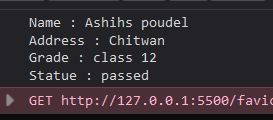 Name : Ashihs poudel
Address : Chitwan
Grade : class 12
Statue : passed
GET http://127.0.0.1:5500/favic